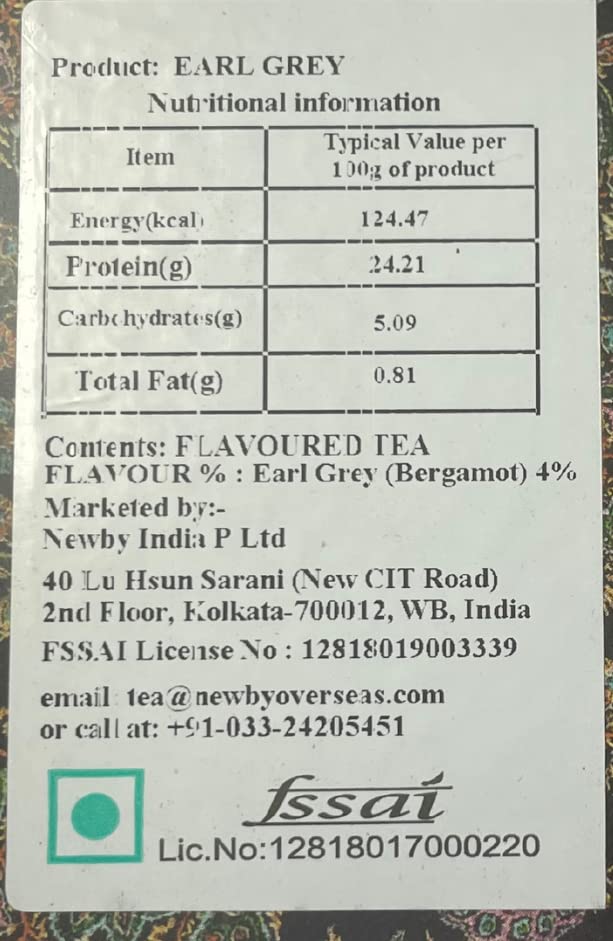 Product: EARL GREY
Nutritional information
Item
Typical Value per
100g of product
Energy(kcal)
124.47
Protein(g)
24.21
Carbohydrates(g)
5.09
Total Fat(g)
0.81
Contents: FLAVOURED TEA
FLAVOUR % : Earl Grey (Bergamot) 4%
Marketed by:-
Newby India P Ltd
40 Lu Hsun Sarani (New CIT Road)
2nd Floor, Kolkata-700012, WB, India
FSSAI License No : 12818019003339
email: tea@newbyoverseas.com
or call at: +91-033-24205451
fssai
Lic.No:12818017000220